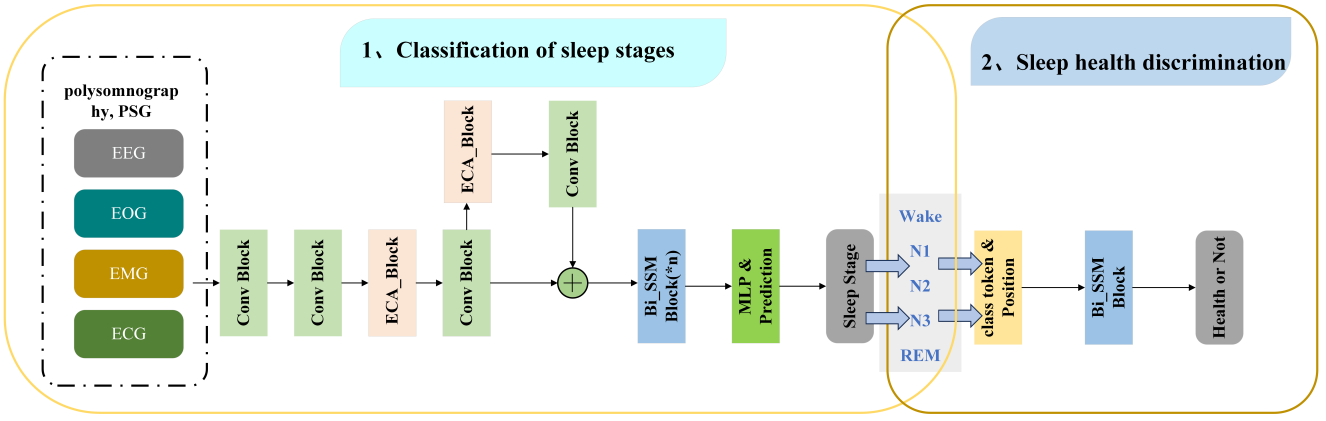 1、Classification of sleep stages
2、Sleep health discrimination
polysomnograp
hy, PSG
EEG
EOG
EMG
ECG
Conv Block
Conv Block
ECA_Block
Conv Block
ECA_Block
Conv Block
Bi_SSM
Block(*n)
MLP &
Prediction
Sleep Stage
Wake
N1
N2
N3
REM
class token &
Position
Bi_SSM
Block
Health or Not